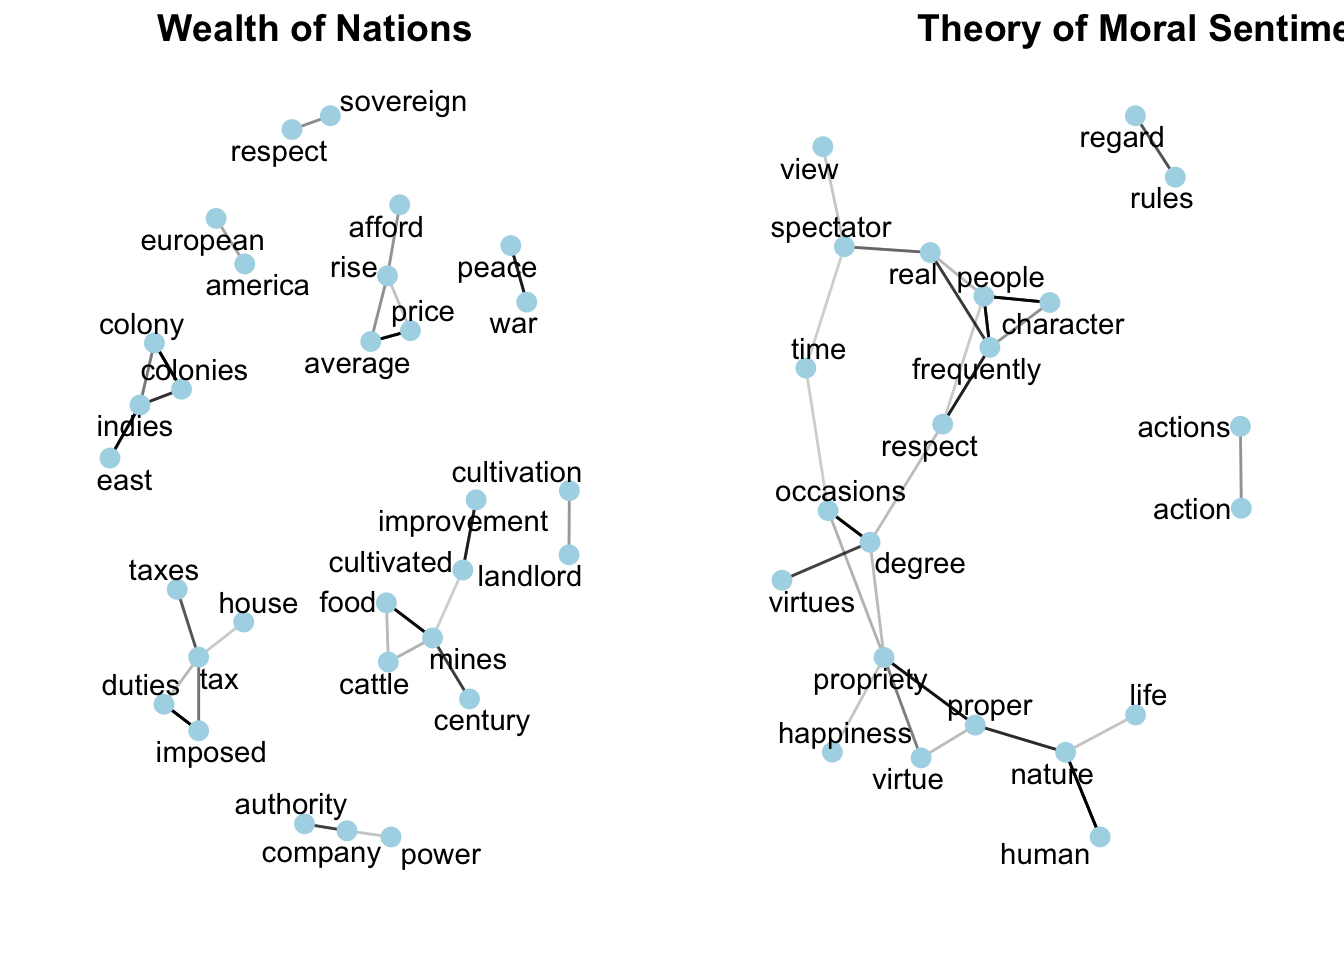 Wealth of Nations
sovereign
respect
european
america
afford
rise
price
average
peace
war
colony
colonies
indies
east
cultivation
improvement
cultivated
landlord
food
mines
cattle
century
taxes
house
duties
tax
imposed
authority
company
power
Theory of Moral Sentime
regard
rules
view
spectator
real
people
character
time
frequently
respect
actions
action
occasions
degree
virtues
propriety
proper
life
happiness
virtue
nature
human